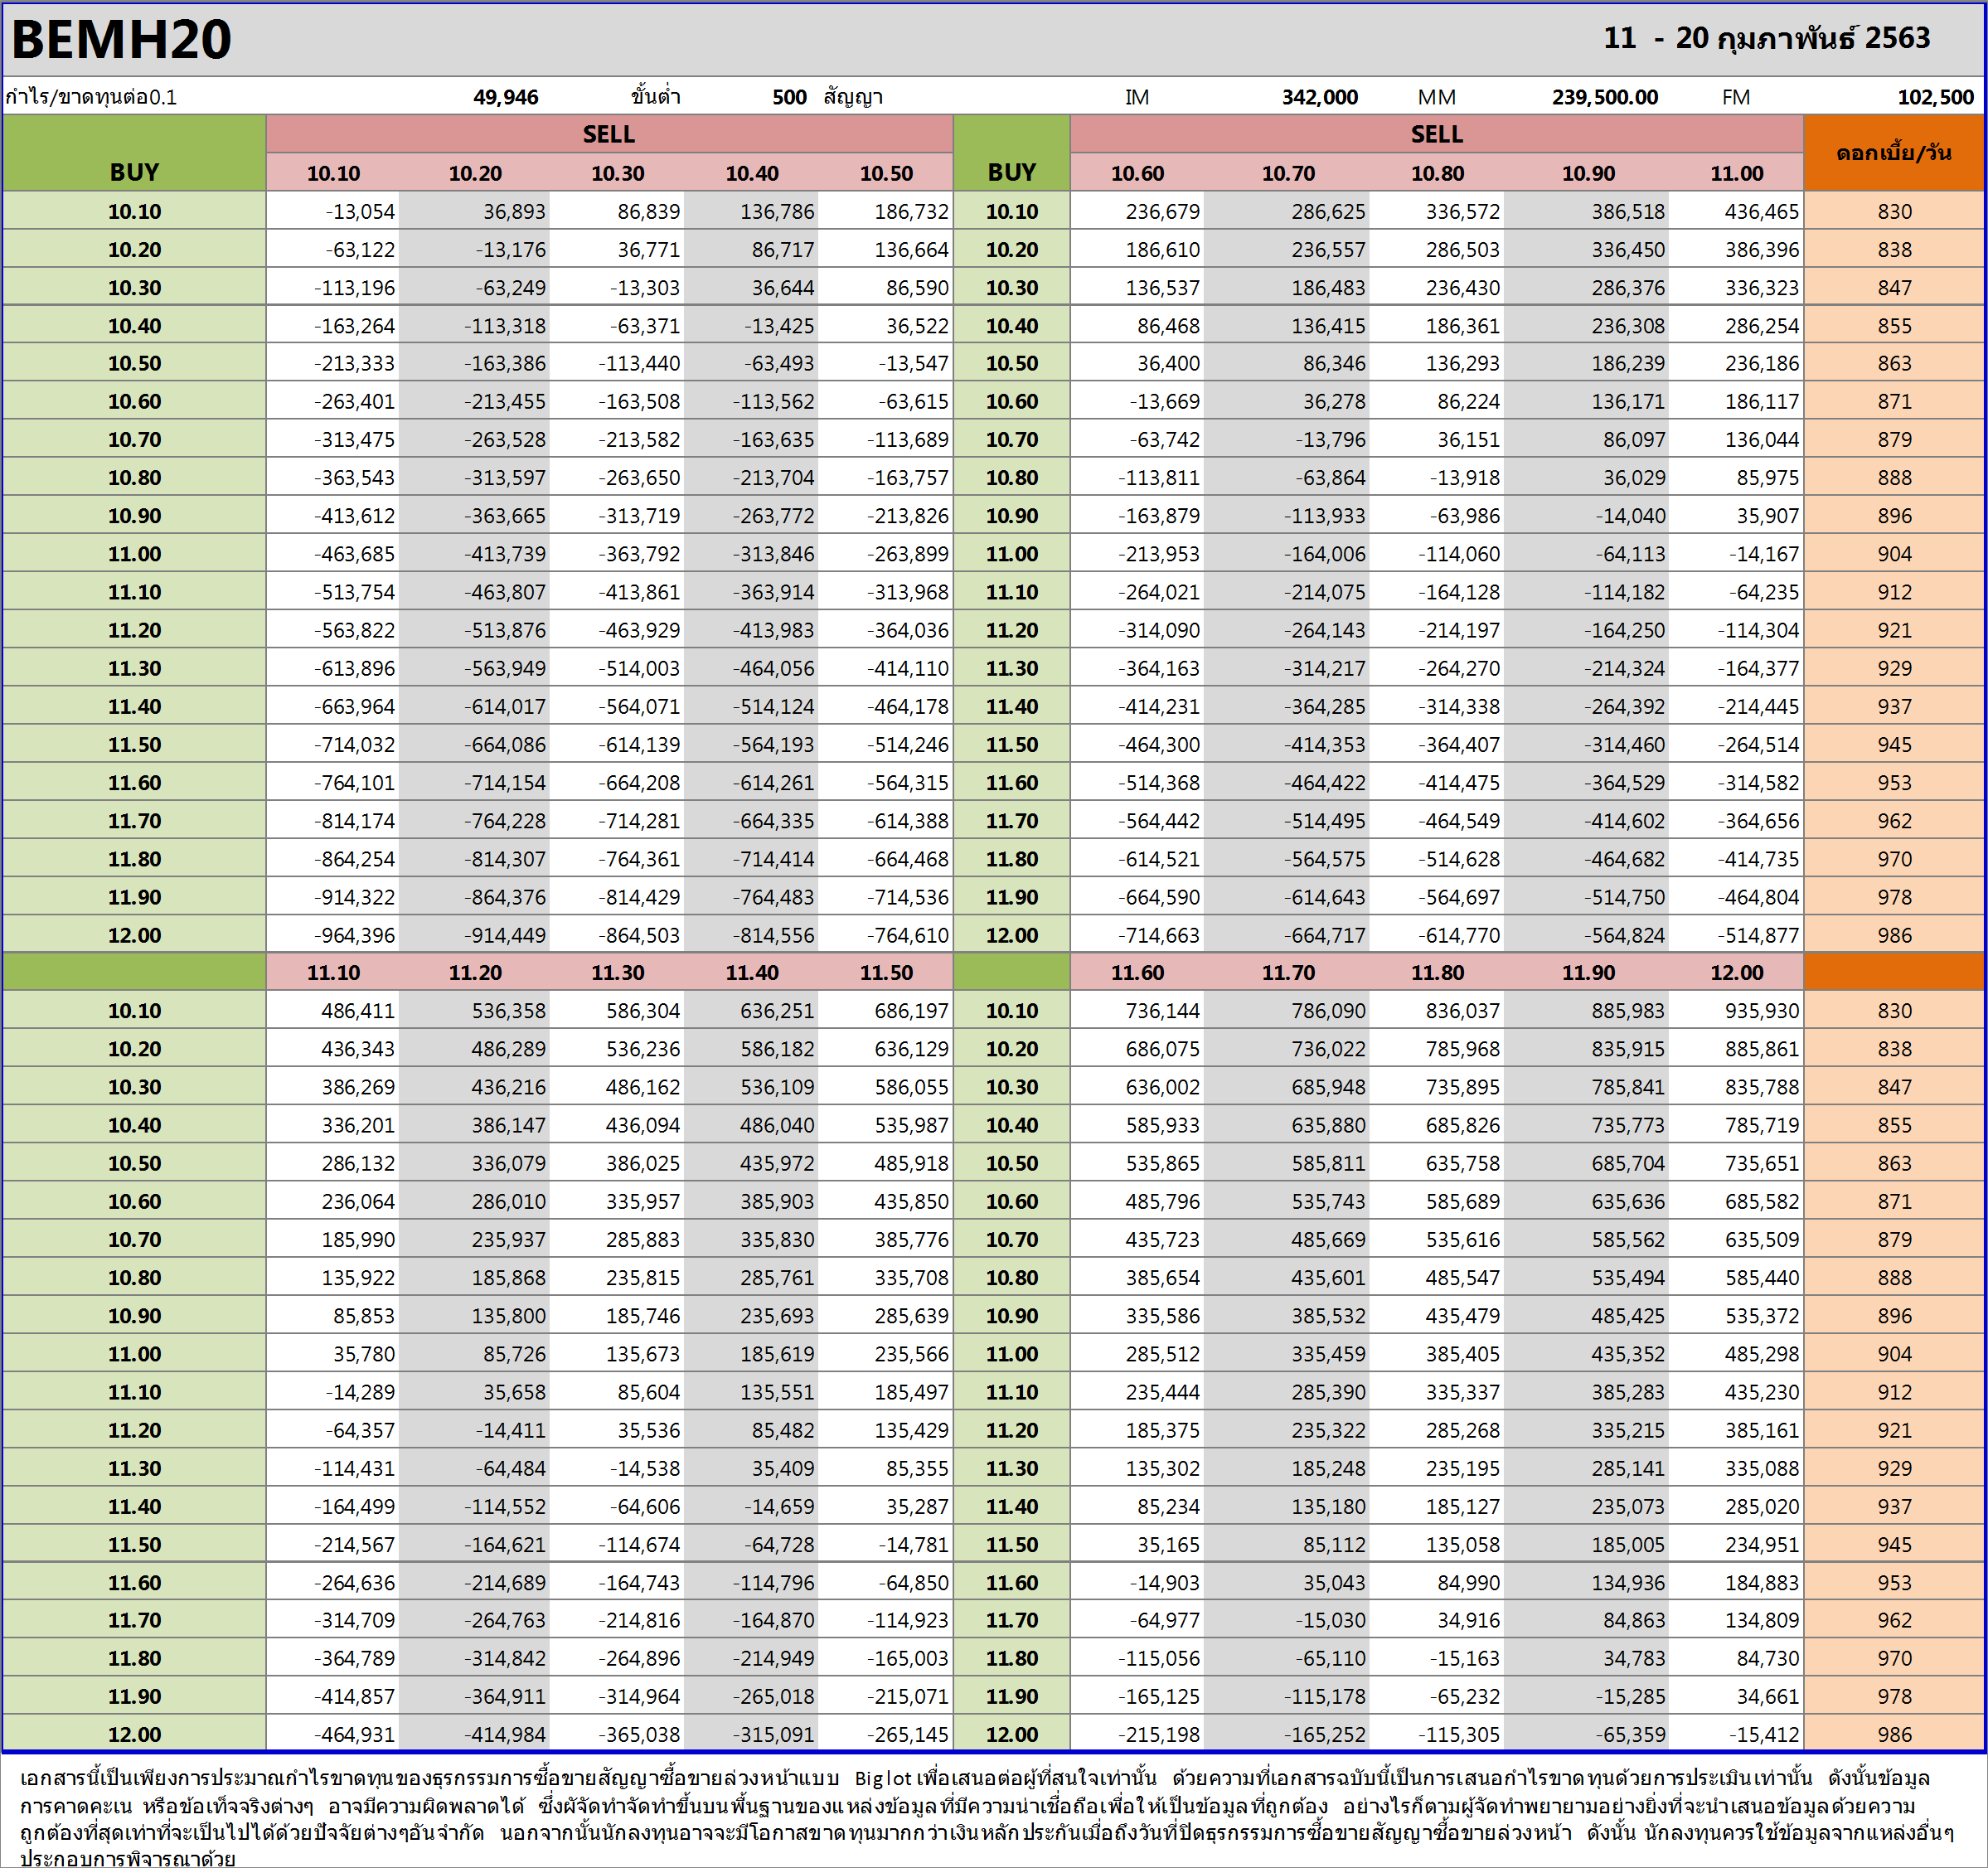 BEMH20 11 - 20 กุมภาพันธ์ 2563
กำไร/ขาดทุนต่อ0.1 49,946 ขั้นต่ำ 500 สัญญา IM 342,000 MM 239,500.00 FM 102,500
SELL SELL ดอกเบี้ย/วัน
BUY 10.10 10.20 10.30 10.40 10.50 BUY 10.60 10.70 10.80 10.90 11.00
10.10 -13,054 36,893 86,839 136,786 186,732 10.10 236,679 286,625 336,572 386,518 436,465 830
10.20 -63,122 -13,176 36,771 86,717 136,664 10.20 186,610 236,557 286,503 336,450 386,396 838
10.30 -113,196 -63,249 -13,303 36,644 86,590 10.30 136,537 186,483 236,430 286,376 336,323 847
10.40 -163,264 -113,318 -63,371 -13,425 36,522 10.40 86,468 136,415 186,361 236,308 286,254 855
10.50 -213,333 -163,386 -113,440 -63,493 -13,547 10.50 36,400 86,346 136,293 186,239 236,186 863
10.60 -263,401 -213,455 -163,508 -113,562 -63,615 10.60 -13,669 36,278 86,224 136,171 186,117 871
10.70 -313,475 -263,528 -213,582 -163,635 -113,689 10.70 -63,742 -13,796 36,151 86,097 136,044 879
10.80 -363,543 -313,597 -263,650 -213,704 -163,757 10.80 -113,811 -63,864 -13,918 36,029 85,975 888
10.90 -413,612 -363,665 -313,719 -263,772 -213,826 10.90 -163,879 -113,933 -63,986 -14,040 35,907 896
11.00 -463,685 -413,739 -363,792 -313,846 -263,899 11.00 -213,953 -164,006 -114,060 -64,113 -14,167 904
11.10 -513,754 -463,807 -413,861 -363,914 -313,968 11.10 -264,021 -214,075 -164,128 -114,182 -64,235 912
11.20 -563,822 -513,876 -463,929 -413,983 -364,036 11.20 -314,090 -264,143 -214,197 -164,250 -114,304 921
11.30 -613,896 -563,949 -514,003 -464,056 -414,110 11.30 -364,163 -314,217 -264,270 -214,324 -164,377 929
11.40 -663,964 -614,017 -564,071 -514,124 -464,178 11.40 -414,231 -364,285 -314,338 -264,392 -214,445 937
11.50 -714,032 -664,086 -614,139 -564,193 -514,246 11.50 -464,300 -414,353 -364,407 -314,460 -264,514 945
11.60 -764,101 -714,154 -664,208 -614,261 -564,315 11.60 -514,368 -464,422 -414,475 -364,529 -314,582 953
11.70 -814,174 -764,228 -714,281 -664,335 -614,388 11.70 -564,442 -514,495 -464,549 -414,602 -364,656 962
11.80 -864,254 -814,307 -764,361 -714,414 -664,468 11.80 -614,521 -564,575 -514,628 -464,682 -414,735 970
11.90 -914,322 -864,376 -814,429 -764,483 -714,536 11.90 -664,590 -614,643 -564,697 -514,750 -464,804 978
12.00 -964,396 -914,449 -864,503 -814,556 -764,610 12.00 -714,663 -664,717 -614,770 -564,824 -514,877 986
11.10 11.20 11.30 11.40 11.50 11.60 11.70 11.80 11.90 12.00
10.10 486,411 536,358 586,304 636,251 686,197 10.10 736,144 786,090 836,037 885,983 935,930 830
10.20 436,343 486,289 536,236 586,182 636,129 10.20 686,075 736,022 785,968 835,915 885,861 838
10.30 386,269 436,216 486,162 536,109 586,055 10.30 636,002 685,948 735,895 785,841 835,788 847
10.40 336,201 386,147 436,094 486,040 535,987 10.40 585,933 635,880 685,826 735,773 785,719 855
10.50 286,132 336,079 386,025 435,972 485,918 10.50 535,865 585,811 635,758 685,704 735,651 863
10.60 236,064 286,010 335,957 385,903 435,850 10.60 485,796 535,743 585,689 635,636 685,582 871
10.70 185,990 235,937 285,883 335,830 385,776 10.70 435,723 485,669 535,616 585,562 635,509 879
10.80 135,922 185,868 235,815 285,761 335,708 10.80 385,654 435,601 485,547 535,494 585,440 888
10.90 85,853 135,800 185,746 235,693 285,639 10.90 335,586 385,532 435,479 485,425 535,372 896
11.00 35,780 85,726 135,673 185,619 235,566 11.00 285,512 335,459 385,405 435,352 485,298 904
11.10 -14,289 35,658 85,604 135,551 185,497 11.10 235,444 285,390 335,337 385,283 435,230 912
11.20 -64,357 -14,411 35,536 85,482 135,429 11.20 185,375 235,322 285,268 335,215 385,161 921
11.30 -114,431 -64,484 -14,538 35,409 85,355 11.30 135,302 185,248 235,195 285,141 335,088 929
11.40 -164,499 -114,552 -64,606 -14,659 35,287 11.40 85,234 135,180 185,127 235,073 285,020 937
11.50 -214,567 -164,621 -114,674 -64,728 -14,781 11.50 35,165 85,112 135,058 185,005 234,951 945
11.60 -264,636 -214,689 -164,743 -114,796 -64,850 11.60 -14,903 35,043 84,990 134,936 184,883 953
11.70 -314,709 -264,763 -214,816 -164,870 -114,923 11.70 -64,977 -15,030 34,916 84,863 134,809 962
11.80 -364,789 -314,842 -264,896 -214,949 -165,003 11.80 -115,056 -65,110 -15,163 34,783 84,730 970
11.90 -414,857 -364,911 -314,964 -265,018 -215,071 11.90 -165,125 -115,178 -65,232 -15,285 34,661 978
12.00 -464,931 -414,984 -365,038 -315,091 -265,145 12.00 -215,198 -165,252 -115,305 -65,359 -15,412 986
เอกสารนี้เป็นเพียงการประมาณกำไรขาดทุนของธุรกรรมการซื้อขายสัญญาซื้อขายล่วงหน้าแบบ Big lot เพื่อเสนอต่อผู้ที่สนใจเท่านั้น ด้วยความที่เอกสารฉบับนี้เป็นการเสนอกำไรขาดทุนด้วยการประเมินเท่านั้น ดังนั้นข้อมูล
การคาดคะเน หรือข้อเท็จจริงต่างๆ อาจมีความผิดพลาดได้ ซึ่งผัจัดทำจัดทำขึ้นบนพื้นฐานของแหล่งข้อมูลที่มีความน่าเชื่อถือเพื่อให้เป็นข้อมูลที่ถูกต้อง อย่างไรก็ตามผู้จัดทำพยายามอย่างยิ่งที่จะนำเสนอข้อมูลด้วยความ
ถูกต้องที่สุดเท่าที่จะเป็นไปได้ด้วยปัจจัยต่างๆอันจำกัด นอกจากนั้นนักลงทุนอาจจะมีโอกาสขาดทุนมากกว่าเงินหลักประกันเมื่อถึงวันที่ปิดธุรกรรมการซื้อขายสัญญาซื้อขายล่วงหน้า ดังนั้น นักลงทุนควรใช้ข้อมูลจากแหล่งอื่นๆ
ประกอบการพิจารณาด้วย